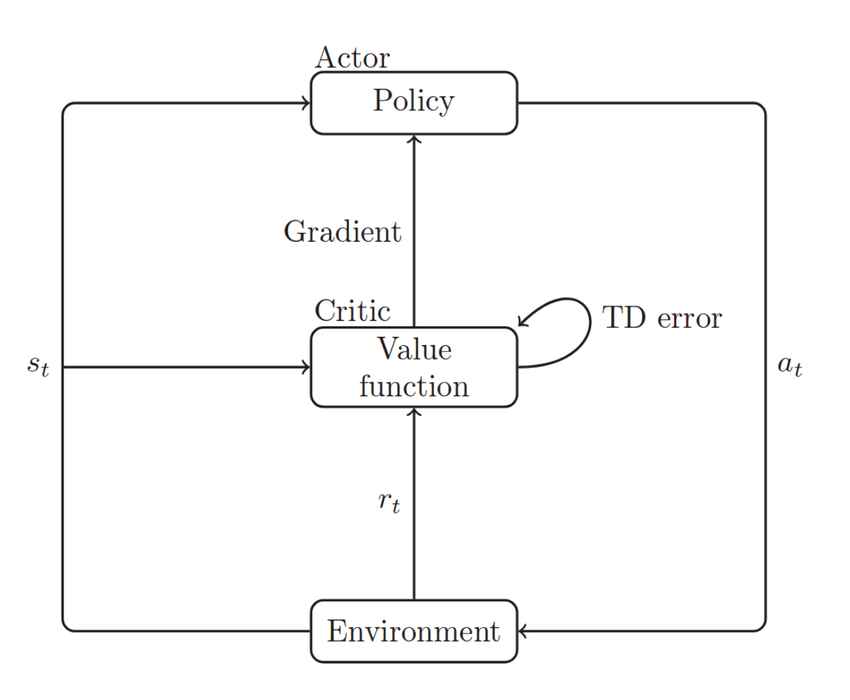 Actor
Policy
Gradient
Critic
Value
function
TD error
s_t
a_t
r_t
Environment